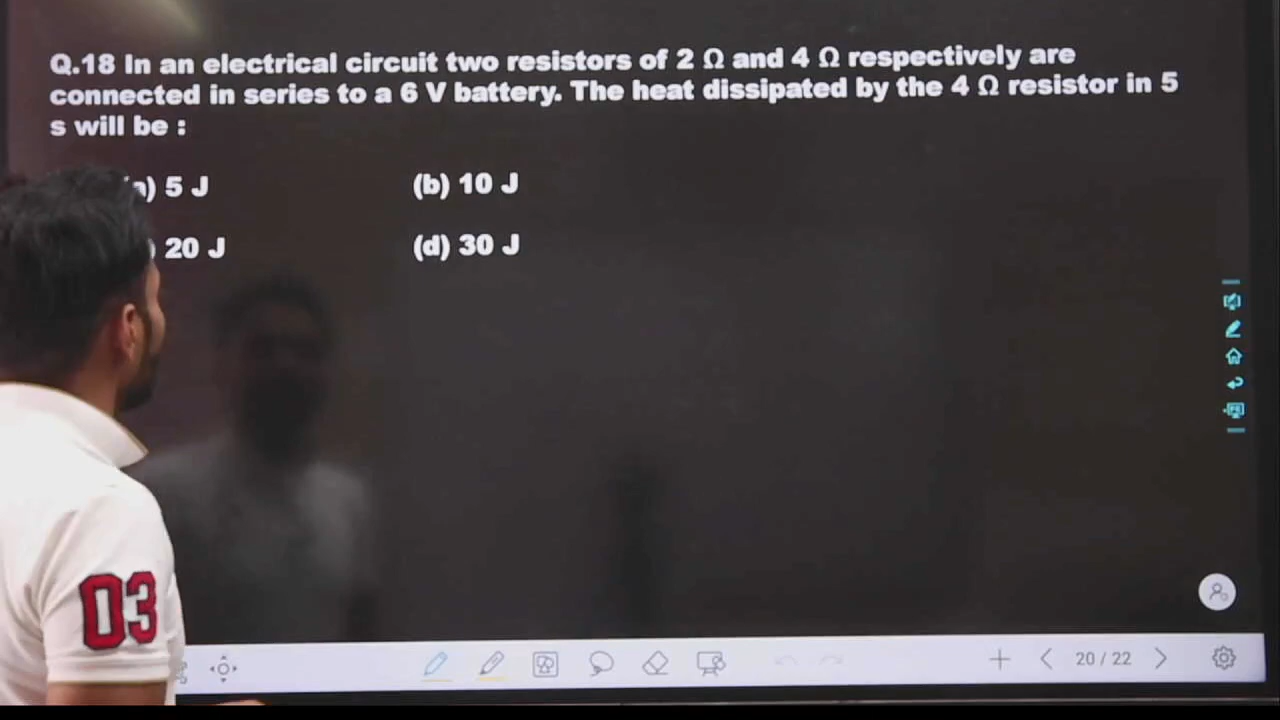 Q.18 In an electrical circuit two resistors of 2 Ω and 4 Ω respectively are
connected in series to a 6 V battery. The heat dissipated by the 4 Ω resistor in 5
s will be :
a) 5 J (b) 10 J
) 20 J (d) 30 J
03
20 / 22